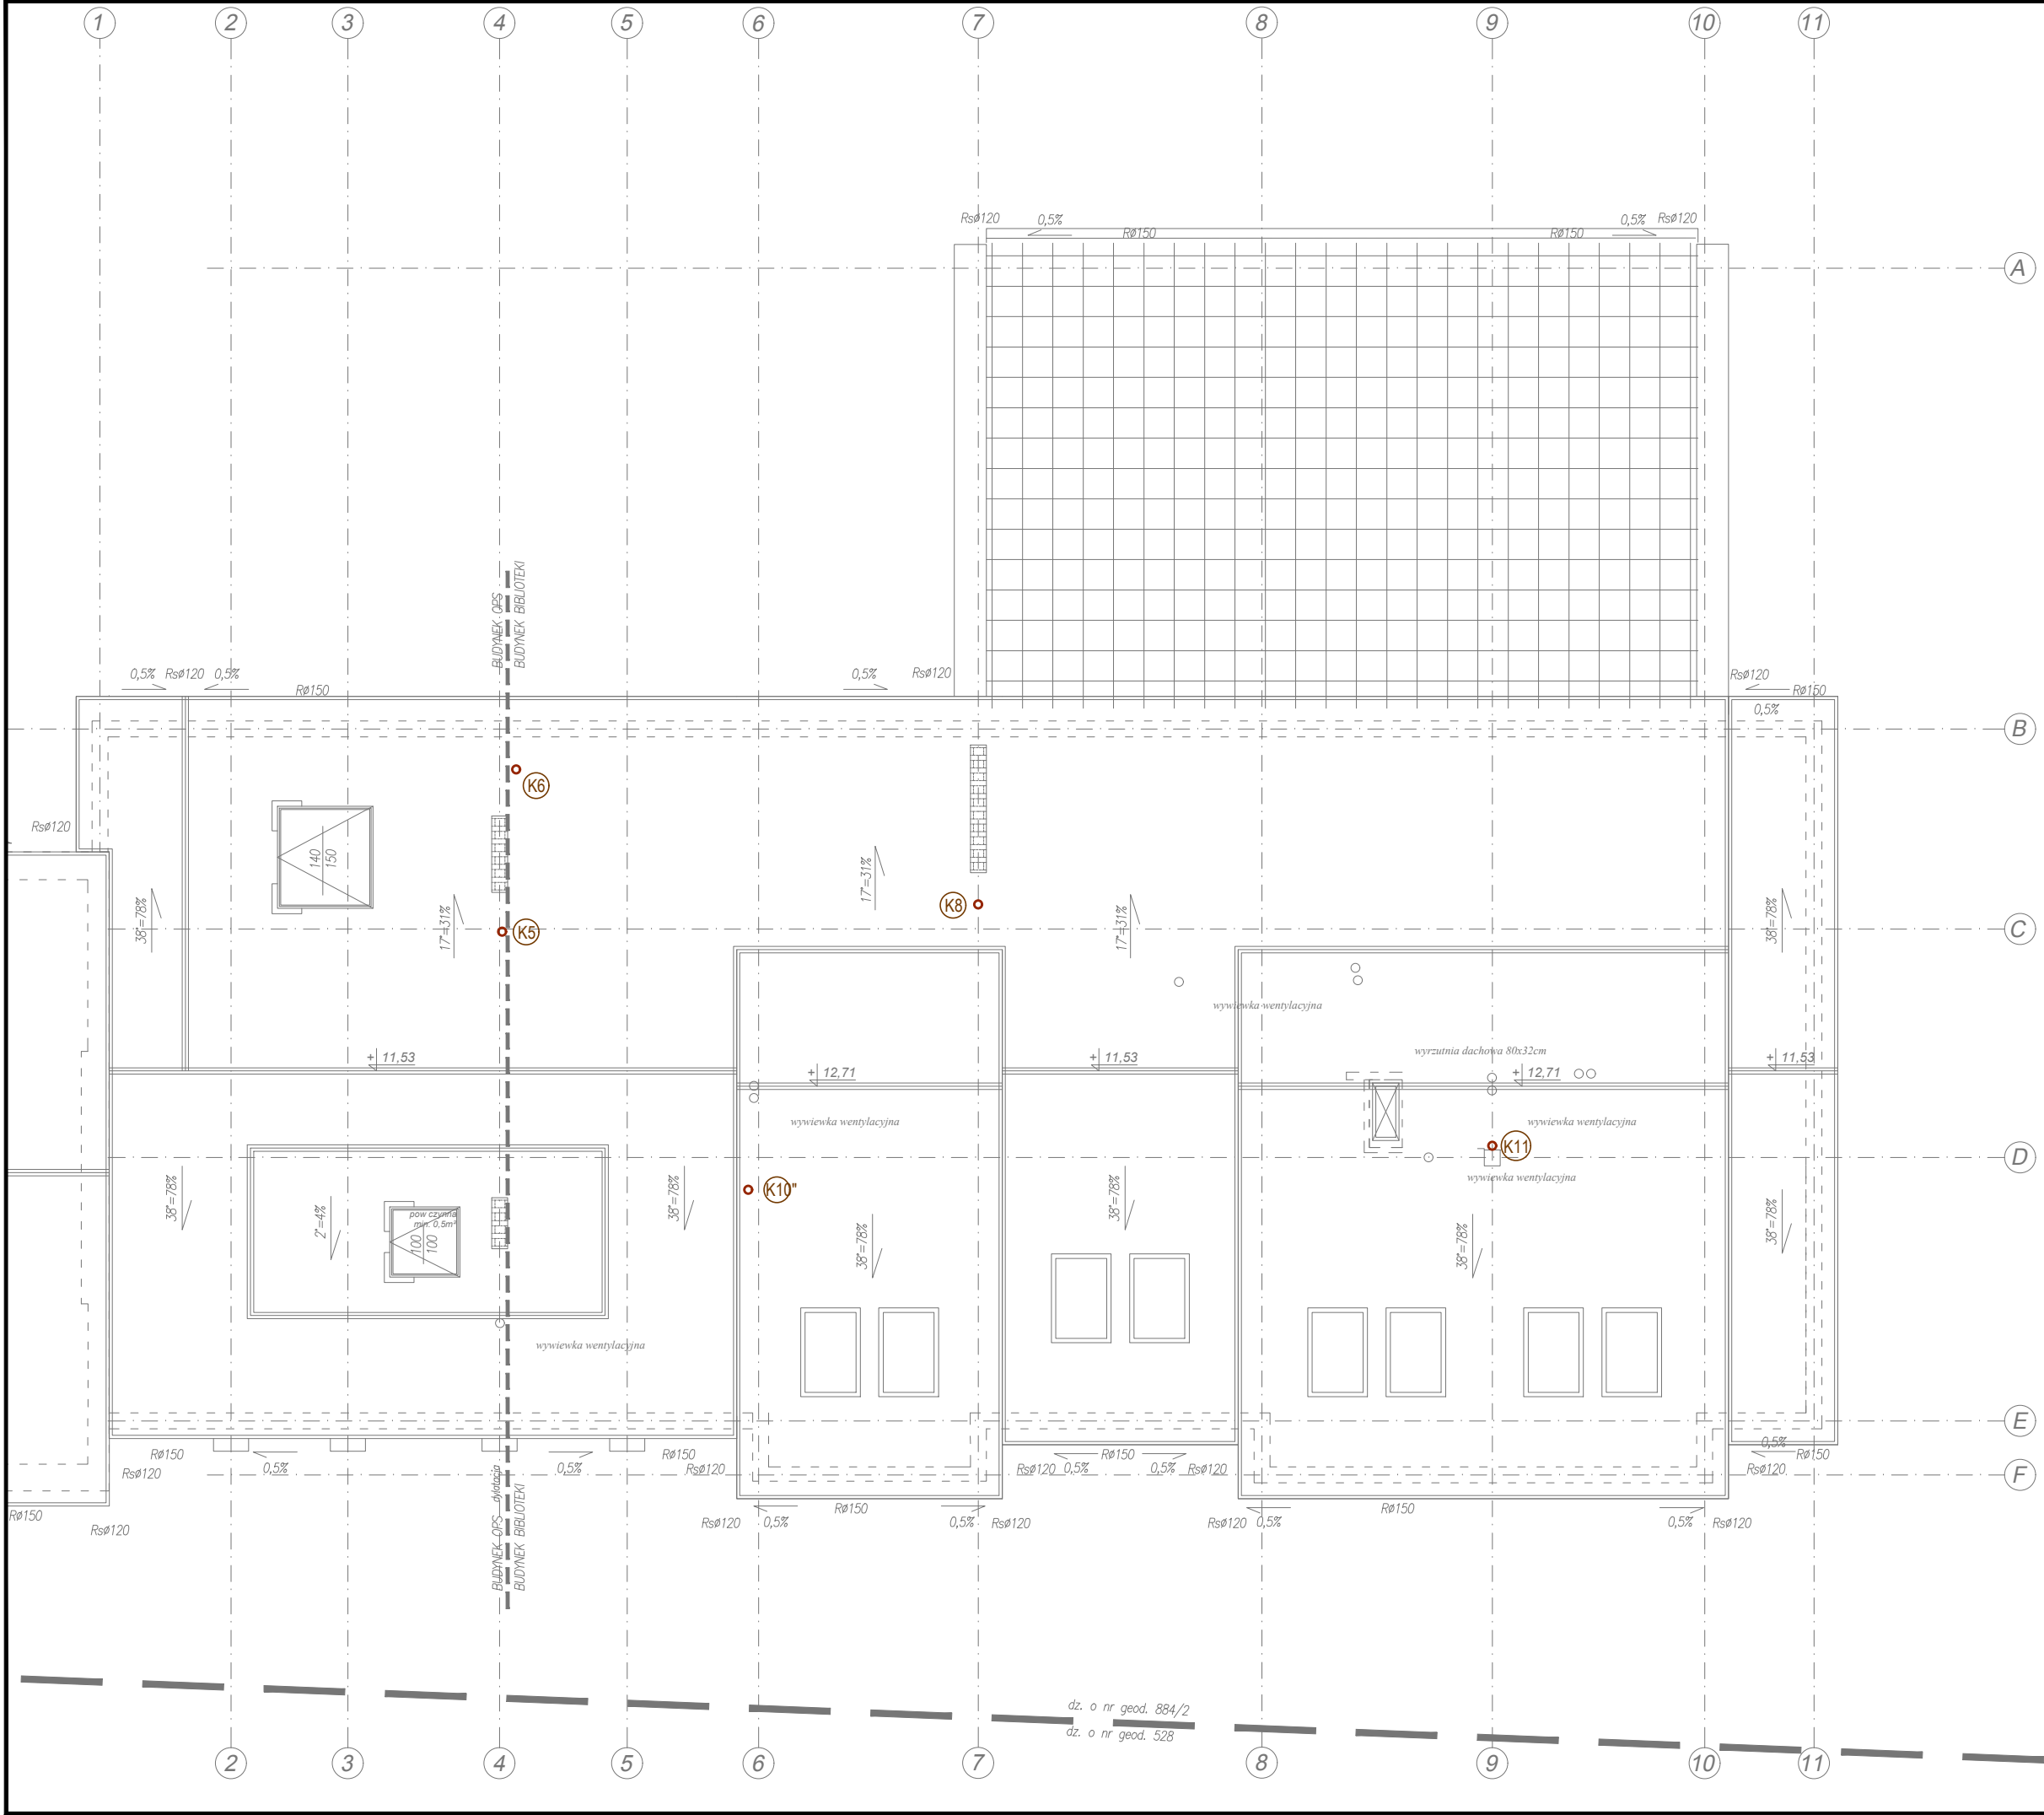 1 2 3 4 5 6 7 8 9 10 11
RsØ120 0,5% 0,5% RsØ120
RØ150 RØ150
A
BUDYNEK OPS
BUDYNEK BIBLIOTEKI
0,5% RsØ120 0,5% 0,5% RsØ120 RsØ120
RØ150 RØ150
0,5%
B
K6
RsØ120
140
150
17°=31%
K8
38°=78%
17°=31%
17°=31%
38°=78%
K5
C
wywiewka wentylacyjna
wyrzutnia dachowa 80x32cm
+ 11,53 + 11,53 + 11,53
+ 12,71 + 12,71
wywiewka wentylacyjna wywiewka wentylacyjna
K11
D
wywiewka wentylacyjna
K10"
38°=78%
2°=4%
38°=78%
38°=78%
38°=78%
pow czynna
min. 0,5m²
100
100
38°=78%
38°=78%
wywiewka wentylacyjna
E
RØ150 0,5% 0,5% RØ150 RØ150 0,5% RØ150
RsØ120 RsØ120 RsØ120 0,5% 0,5% RsØ120 RsØ120
F
BUDYNEK OPS dylatacja
BUDYNEK BIBLIOTEKI
RØ150 RØ150 RØ150
RsØ120 RsØ120 0,5% 0,5% RsØ120 RsØ120 0,5% 0,5% RsØ120
dz. o nr geod. 884/2
dz. o nr geod. 528
2 3 4 5 6 7 8 9 10 11